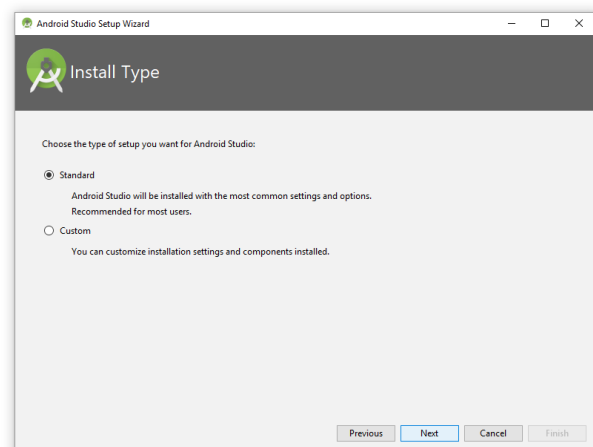 Android Studio Setup Wizard
Install Type
Choose the type of setup you want for Android Studio:
Standard
Android Studio will be installed with the most common settings and options.
Recommended for most users.
Custom
You can customize installation settings and components installed.
Previous Next Cancel Finish